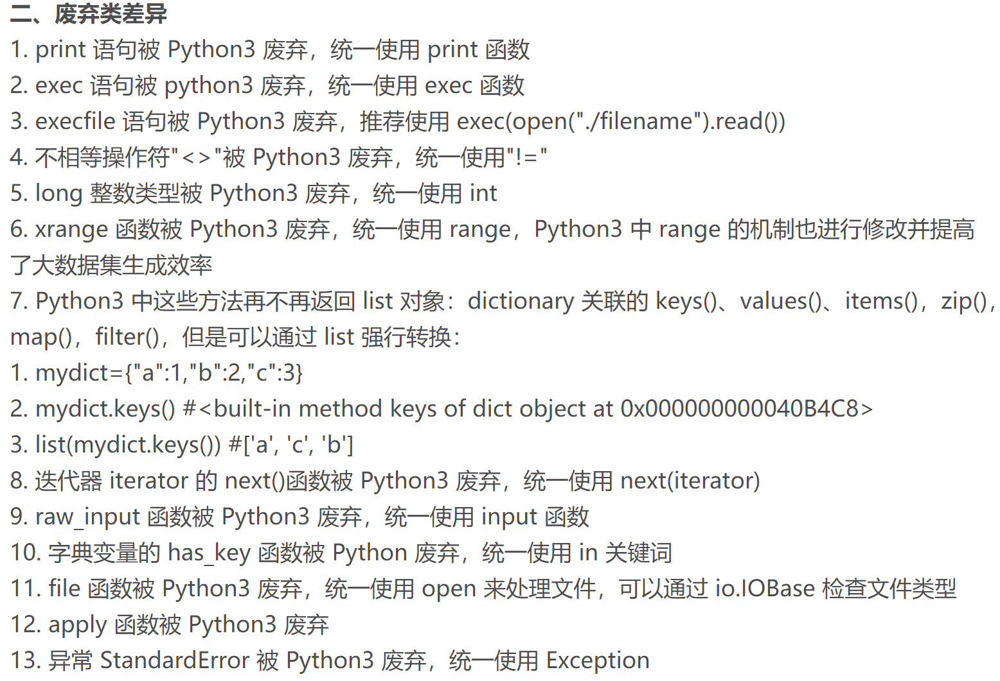 二、废弃类差异
1. print 语句被 Python3 废弃，统一使用 print 函数
2. exec 语句被 python3 废弃，统一使用 exec 函数
3. execfile 语句被 Python3 废弃，推荐使用 exec(open("./filename").read())
4. 不相等操作符"<>"被 Python3 废弃，统一使用"!="
5. long 整数类型被 Python3 废弃，统一使用 int
6. xrange 函数被 Python3 废弃，统一使用 range，Python3 中 range 的机制也进行修改并提高
了大数据集生成效率
7. Python3 中这些方法再不再返回 list 对象：dictionary 关联的 keys()、values()、items()，zip()，
map()，filter()，但是可以通过 list 强行转换：
1. mydict={"a":1,"b":2,"c":3}
2. mydict.keys() #<built-in method keys of dict object at 0x000000000040B4C8>
3. list(mydict.keys()) #['a', 'c', 'b']
8. 迭代器 iterator 的 next()函数被 Python3 废弃，统一使用 next(iterator)
9. raw_input 函数被 Python3 废弃，统一使用 input 函数
10. 字典变量的 has_key 函数被 Python 废弃，统一使用 in 关键词
11. file 函数被 Python3 废弃，统一使用 open 来处理文件，可以通过 io.IOBase 检查文件类型
12. apply 函数被 Python3 废弃
13. 异常 StandardError 被 Python3 废弃，统一使用 Exception